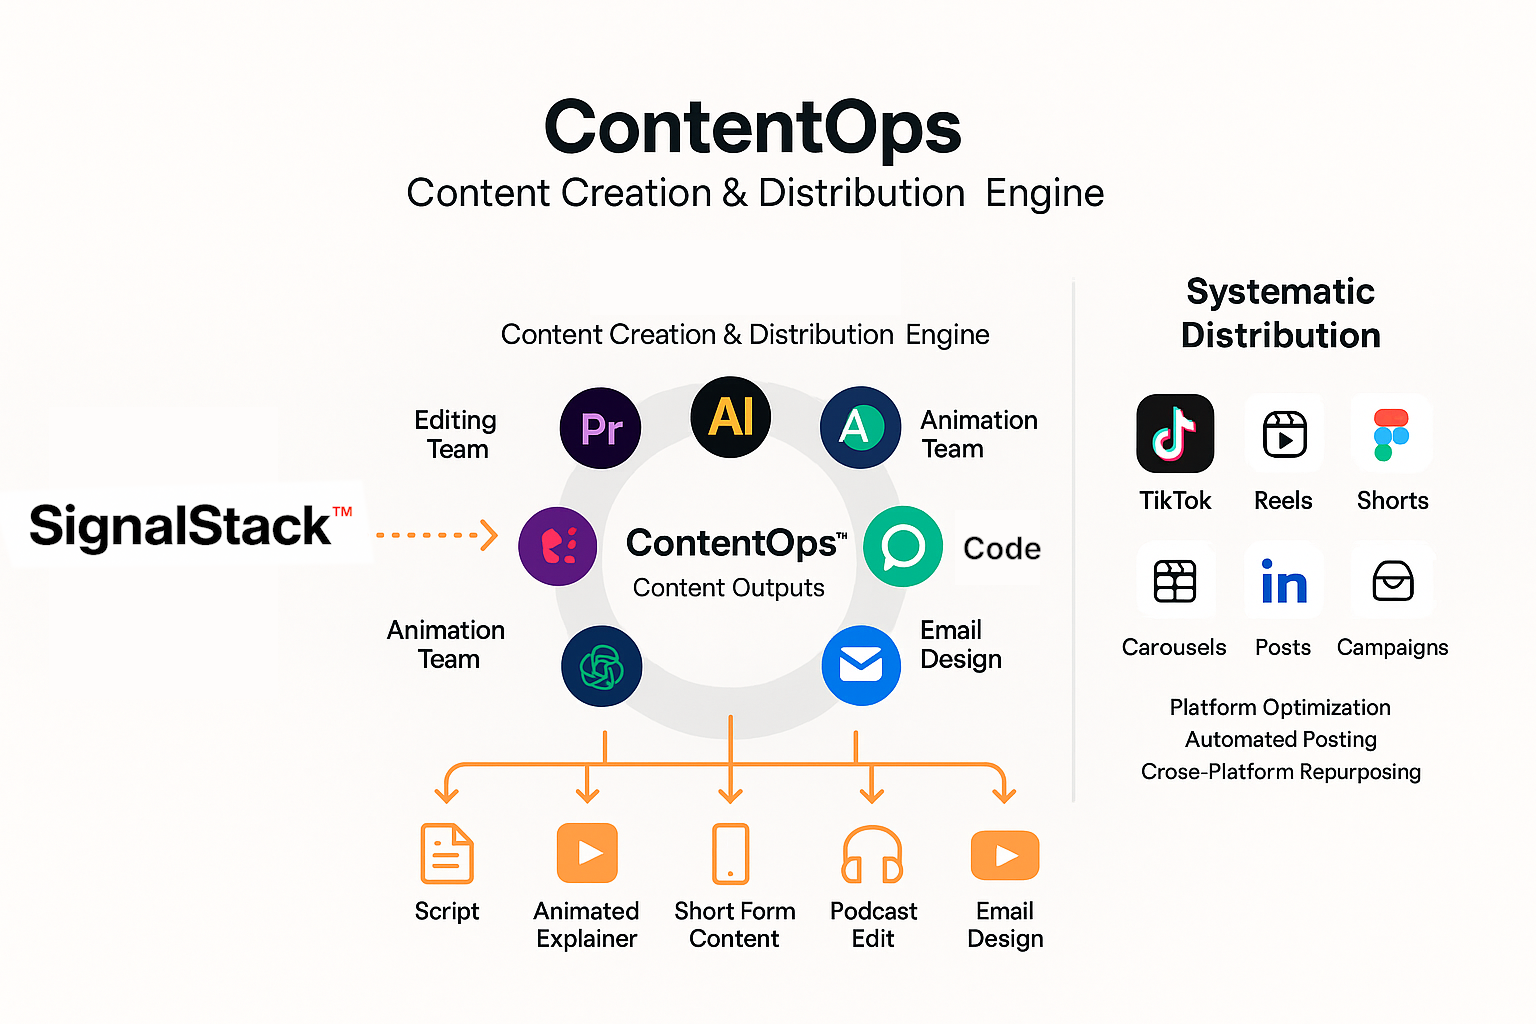 ContentOps
Content Creation & Distribution Engine
Content Creation & Distribution Engine
Editing
Team
Pr
AI
A
Animation
Team
SignalStack™
ContentOps™
Content Outputs
Code
Animation
Team
Email
Design
Script
Animated
Explainer
Short Form
Content
Podcast
Edit
Email
Design
Systematic
Distribution
TikTok
Reels
Shorts
in
Carousels
Posts
Campaigns
Platform Optimization
Automated Posting
Crose-Platform Repurposing